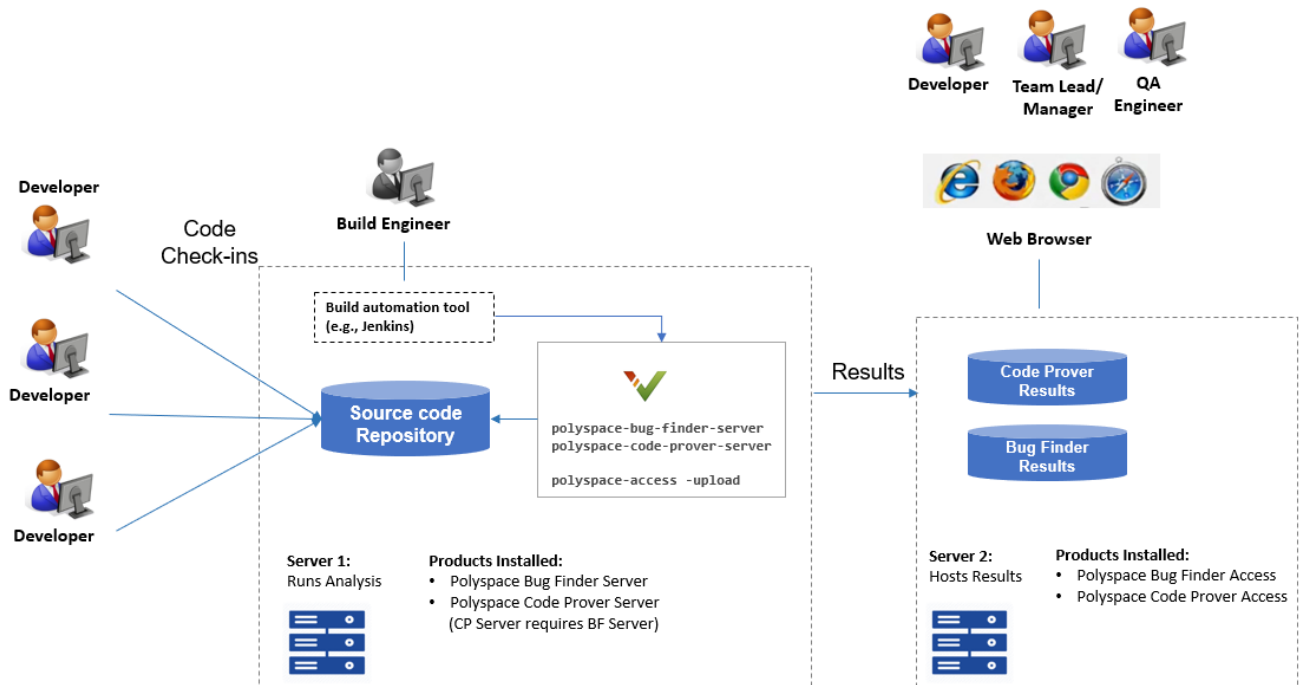 Developer
Team Lead/
Manager
QA
Engineer
Web Browser
Developer
Developer
Developer
Code
Check-ins
Build Engineer
Build automation tool
(e.g., Jenkins)
Source code
Repository
polyspace-bug-finder-server
polyspace-code-prover-server
polyspace-access -upload
Results
Code Prover
Results
Bug Finder
Results
Server 1:
Runs Analysis
Products Installed:
• Polyspace Bug Finder Server
• Polyspace Code Prover Server
(CP Server requires BF Server)
Server 2:
Hosts Results
Products Installed:
• Polyspace Bug Finder Access
• Polyspace Code Prover Access